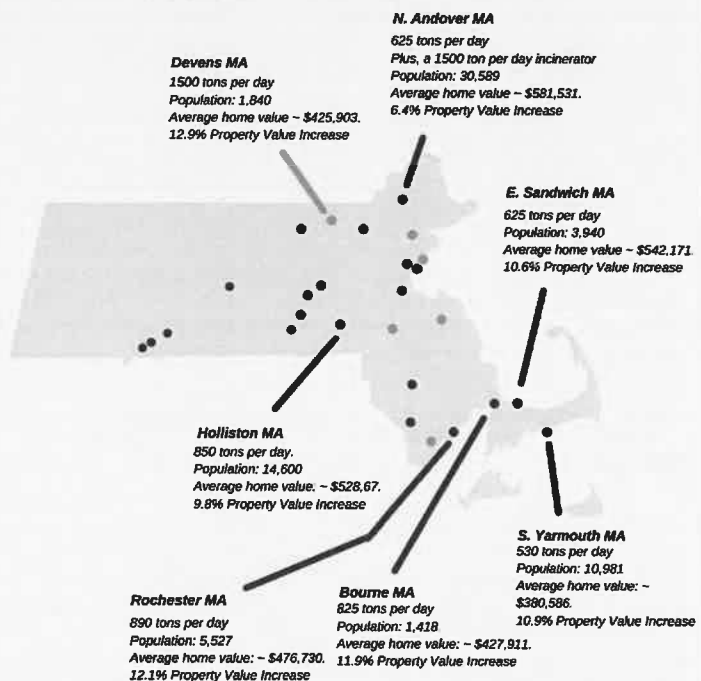 N. Andover MA
625 tons per day
Plus, a 1500 ton per day incinerator
Population: 30,589
Average home value ~ $581,531.
6.4% Property Value Increase
Devens MA
1500 tons per day
Population: 1,840
Average home value ~ $425,903.
12.9% Property Value Increase
E. Sandwich MA
625 tons per day
Population: 3,940
Average home value ~ $542,171.
10.6% Property Value Increase
Holliston MA
850 tons per day.
Population: 14,600
Average home value: ~ $528,67.
9.8% Property Value Increase
S. Yarmouth MA
530 tons per day
Population: 10,981
Average home value: ~
$380,586.
10.9% Property Value Increase
Rochester MA
890 tons per day
Population: 5,527
Average home value: ~ $476,730.
12.1% Property Value Increase
Bourne MA
825 tons per day
Population: 1,418.
Average home value: ~ $427,911.
11.9% Property Value Increase